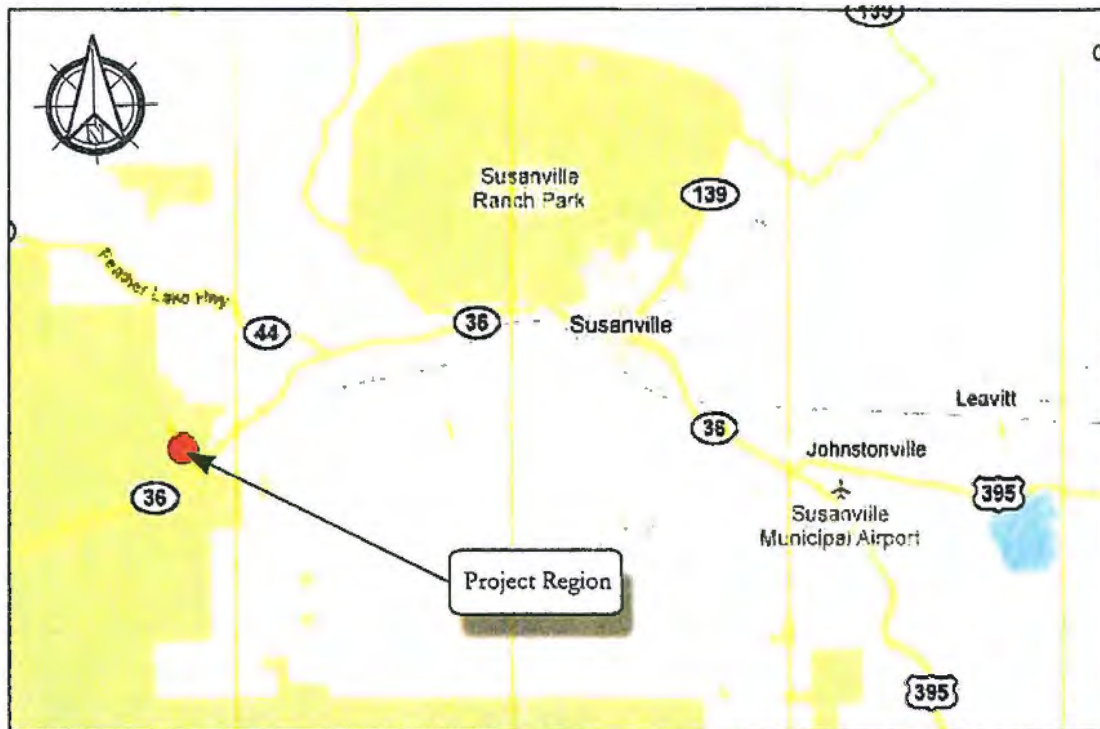 139
Susanville
Ranch Park
139
Feather Lake Hwy
44
36
Susanville
36
Leavitt
Johnstonville
395
Susanville
Municipal Airport
36
Project Region
395
N